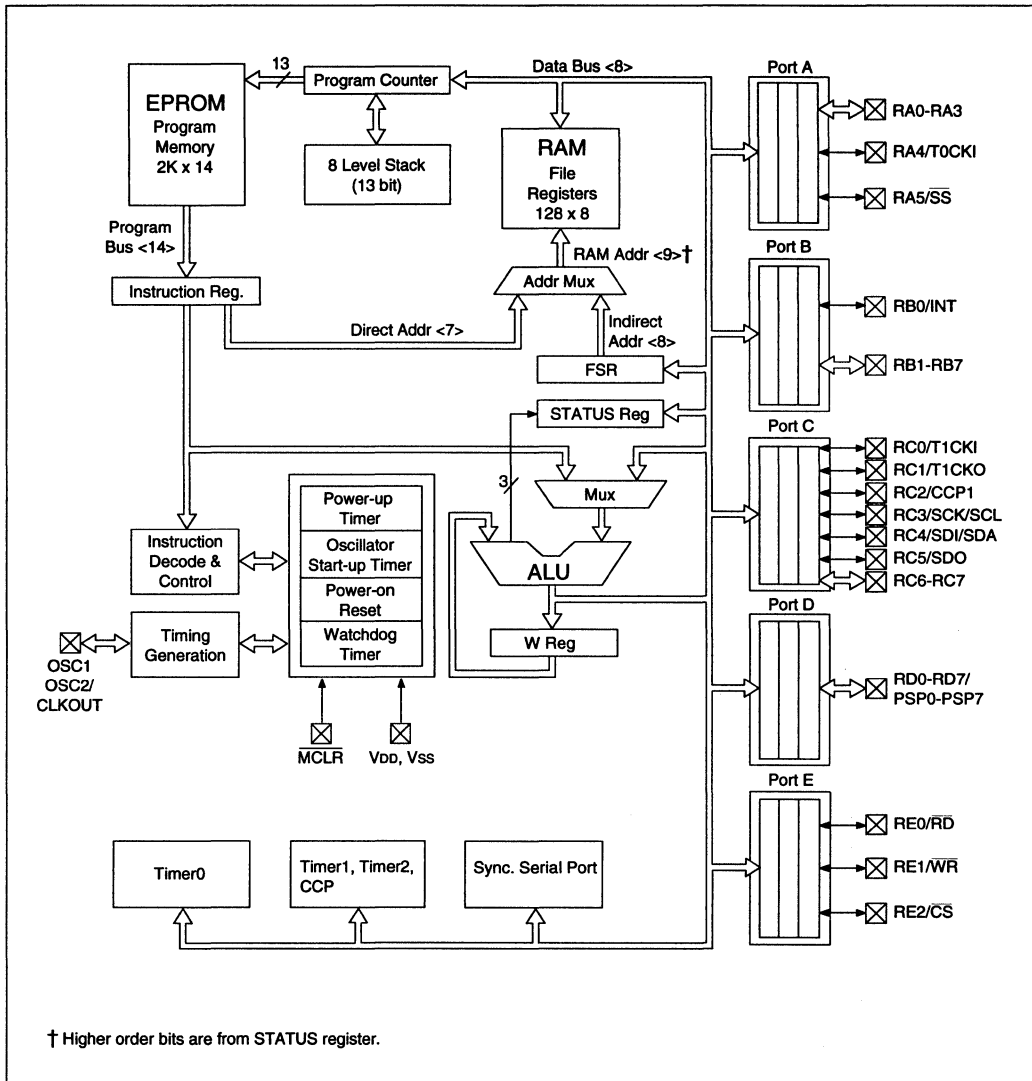 13
Program Counter
Data Bus <8>
EPROM
Program
Memory
2K x 14
8 Level Stack
(13 bit)
RAM
File
Registers
128 x 8
Program
Bus <14>
RAM Addr <9>†
Addr Mux
Instruction Reg.
Direct Addr <7>
Indirect
Addr <8>
FSR
STATUS Reg
3
Mux
Power-up
Timer
Oscillator
Start-up Timer
Power-on
Reset
Watchdog
Timer
Instruction
Decode &
Control
ALU
W Reg
Timing
Generation
OSC1
OSC2/
CLKOUT
M̅C̅L̅R̅
VDD, VSS
Timer0
Timer1, Timer2,
CCP
Sync. Serial Port
Port A
RA0-RA3
RA4/T0CKI
RA5/S̅S̅
Port B
RB0/INT
RB1-RB7
Port C
RC0/T1CKI
RC1/T1CKO
RC2/CCP1
RC3/SCK/SCL
RC4/SDI/SDA
RC5/SDO
RC6-RC7
Port D
RD0-RD7/
PSP0-PSP7
Port E
RE0/R̅D̅
RE1/W̅R̅
RE2/C̅S̅
† Higher order bits are from STATUS register.